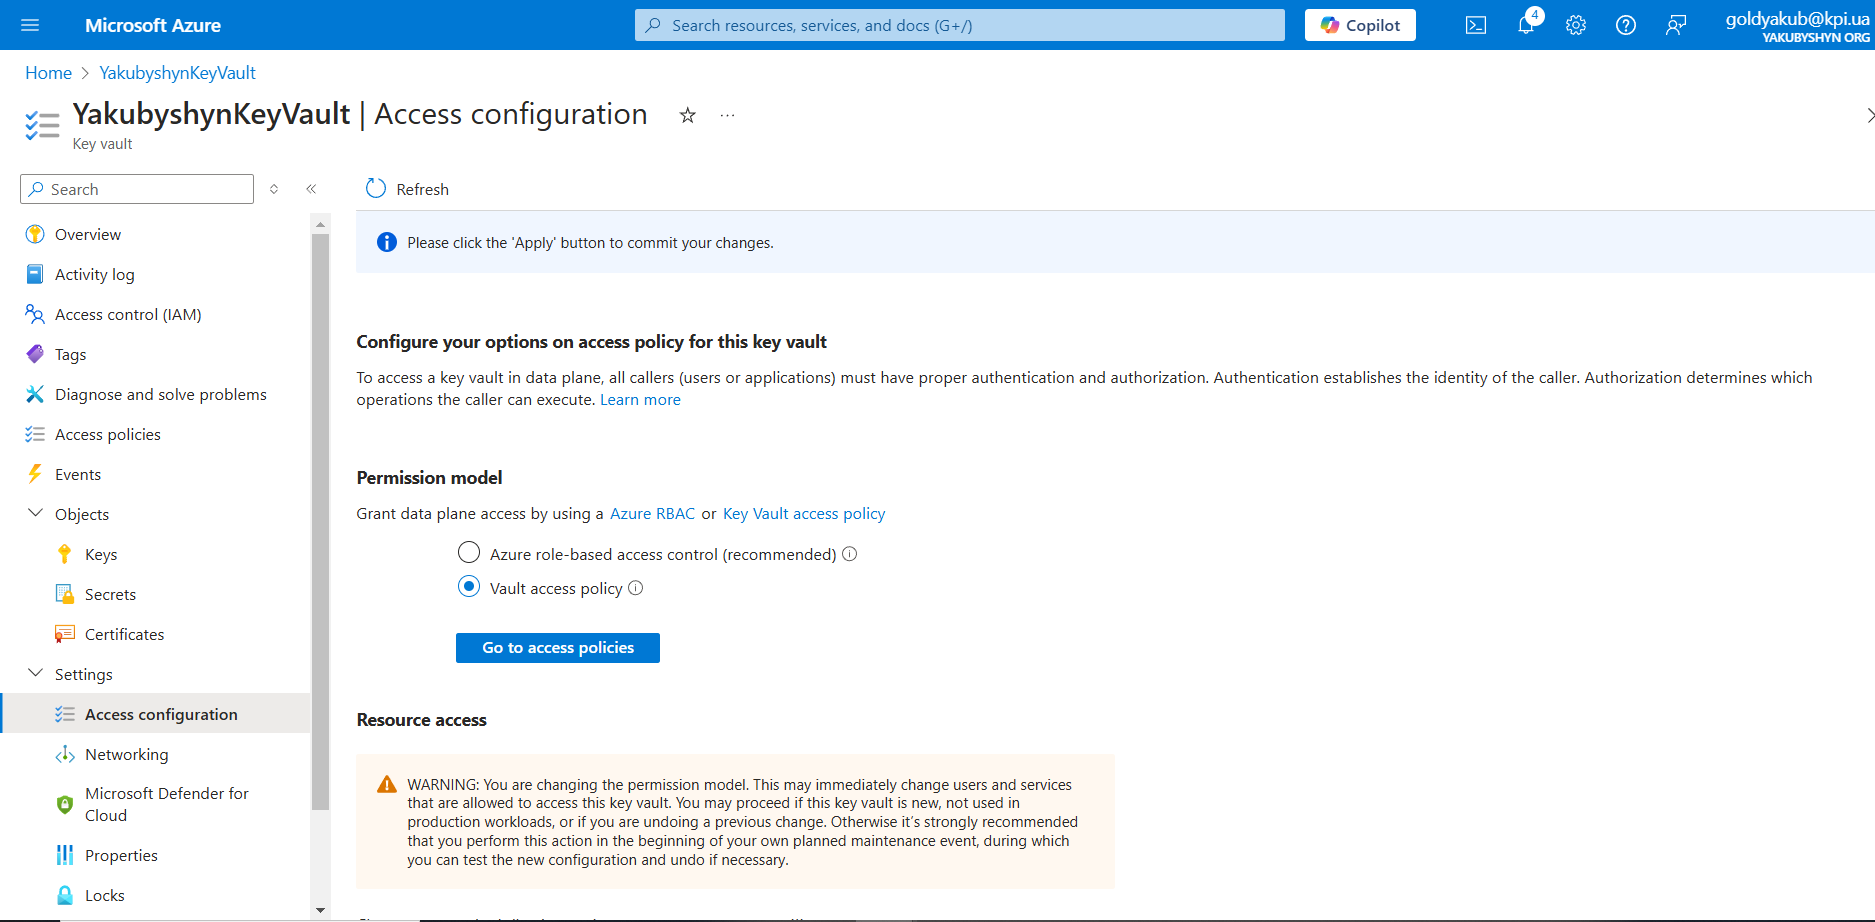 Microsoft Azure
Search resources, services, and docs (G+/)
Copilot
4
goldyakub@kpi.ua
YAKUBYSHYN ORG
Home > YakubyshynKeyVault
YakubyshynKeyVault | Access configuration
Key vault
Search
Overview
Activity log
Access control (IAM)
Tags
Diagnose and solve problems
Access policies
Events
Objects
Keys
Secrets
Certificates
Settings
Access configuration
Networking
Microsoft Defender for
Cloud
Properties
Locks
Refresh
Please click the 'Apply' button to commit your changes.
Configure your options on access policy for this key vault
To access a key vault in data plane, all callers (users or applications) must have proper authentication and authorization. Authentication establishes the identity of the caller. Authorization determines which
operations the caller can execute. Learn more
Permission model
Grant data plane access by using a Azure RBAC or Key Vault access policy
Azure role-based access control (recommended)
Vault access policy
Go to access policies
Resource access
WARNING: You are changing the permission model. This may immediately change users and services
that are allowed to access this key vault. You may proceed if this key vault is new, not used in
production workloads, or if you are undoing a previous change. Otherwise it's strongly recommended
that you perform this action in the beginning of your own planned maintenance event, during which
you can test the new configuration and undo if necessary.